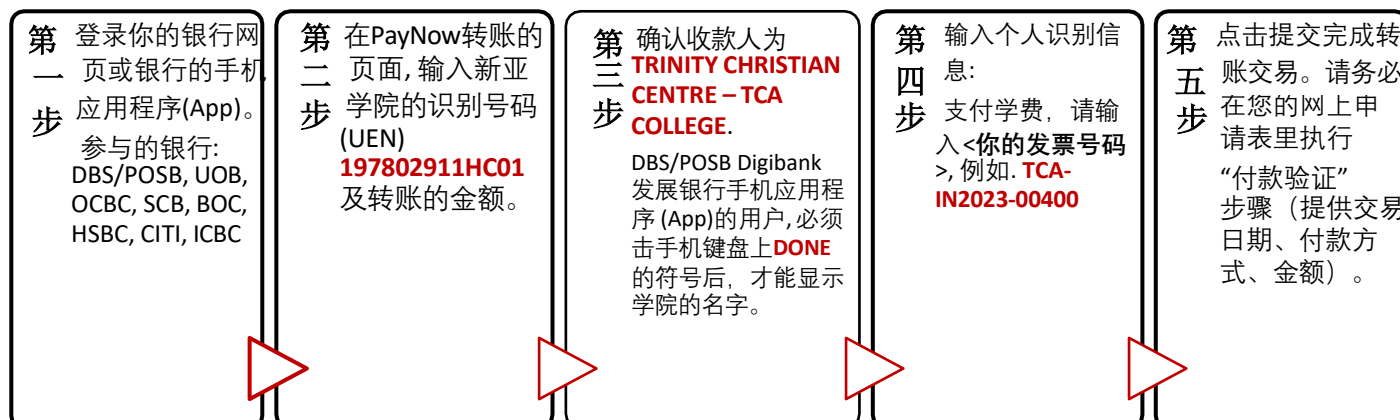 第一步
登录你的银行网
页或银行的手机
应用程序(App)。
参与的银行:
DBS/POSB, UOB,
OCBC, SCB, BOC,
HSBC, CITI, ICBC
第二步
在PayNow转账的
页面, 输入新亚
学院的识别号码
(UEN)
197802911HC01
及转账的金额。
第三步
确认收款人为
TRINITY CHRISTIAN
CENTRE – TCA
COLLEGE.
DBS/POSB Digibank
发展银行手机应用程
序 (App)的用户, 必须
击手机键盘上DONE
的符号后，才能显示
学院的名字。
第四步
输入个人识别信
息:
支付学费，请输
入<你的发票号码
>, 例如. TCA-
IN2023-00400
第五步
点击提交完成转
账交易。请务必
在您的网上申
请表里执行
“付款验证”
步骤（提供交易
日期、付款方
式、金额）。